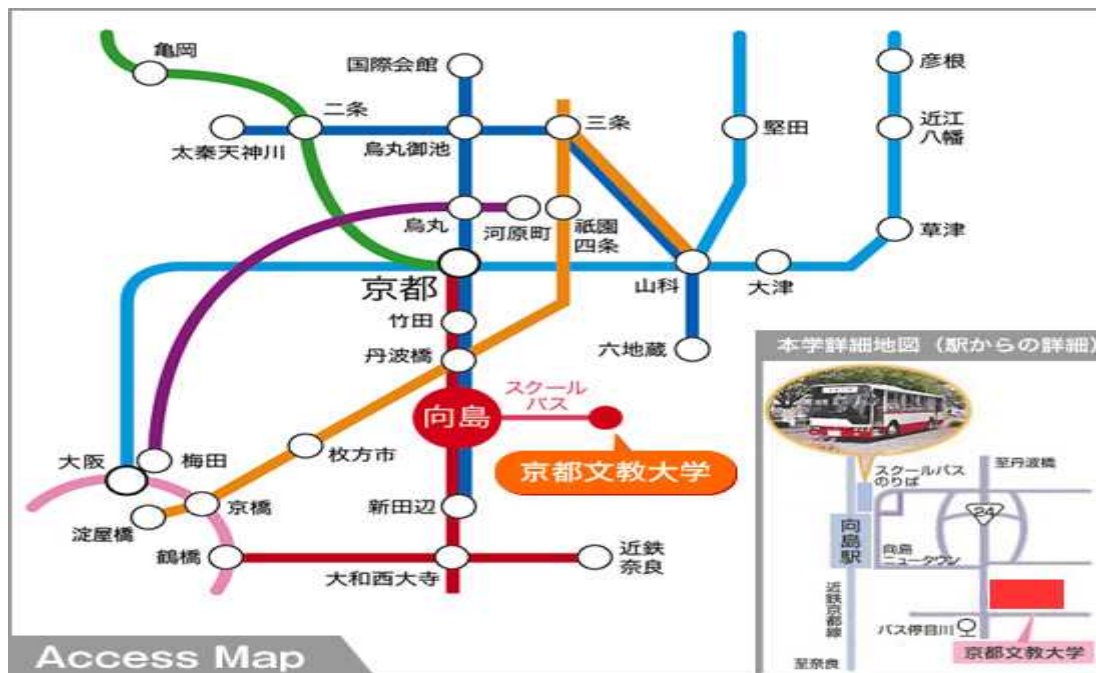 亀岡
国際会館
彦根
二条
三条
堅田
近江
八幡
太秦天神川
烏丸御池
烏丸
河原町
祇園
四条
草津
京都
山科
大津
竹田
丹波橋
六地蔵
向島
スクール
バス
京都文教大学
大阪
梅田
枚方市
淀屋橋
京橋
新田辺
鶴橋
大和西大寺
近鉄
奈良
Access Map
本学詳細地図（駅からの詳細）
スクールバス
のりば
至丹波橋
24
向島駅
向島
ニュータウン
近鉄京都線
バス停目川
京都文教大学
至奈良